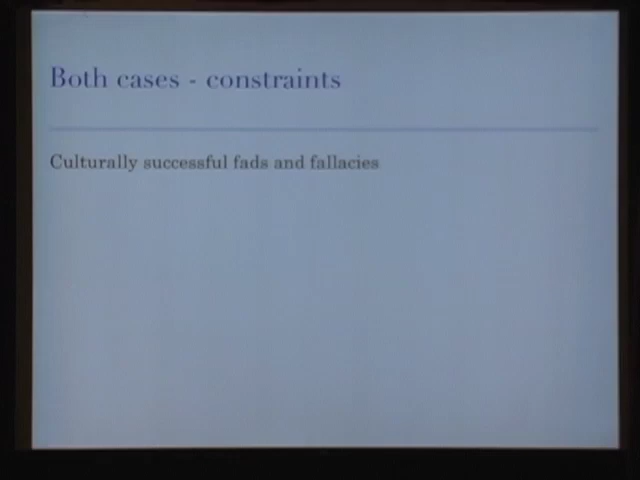 Both cases - constraints
Culturally successful fads and fallacies